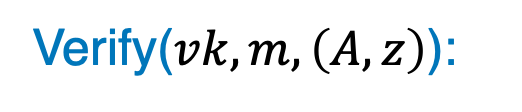 Verify(vk, m, (A, z)):